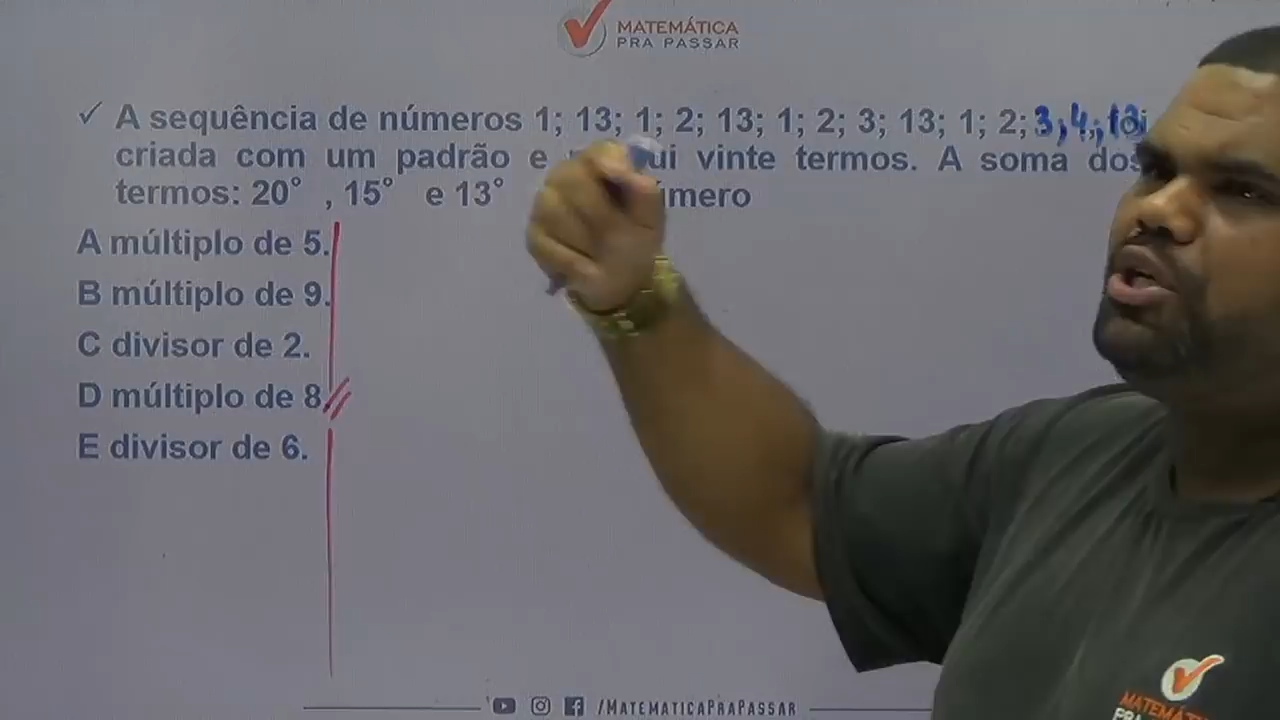 MATEMÁTICA
PRA PASSAR
✓ A sequência de números 1; 13; 1; 2; 13; 1; 2; 3; 13; 1; 2; 3, 4, 13;
criada com um padrão e vinte termos. A soma dos
termos: 20° , 15° e 13°
A múltiplo de 5.
B múltiplo de 9.
C divisor de 2.
D múltiplo de 8
E divisor de 6.
/MATEMATICAPRAPASSAR